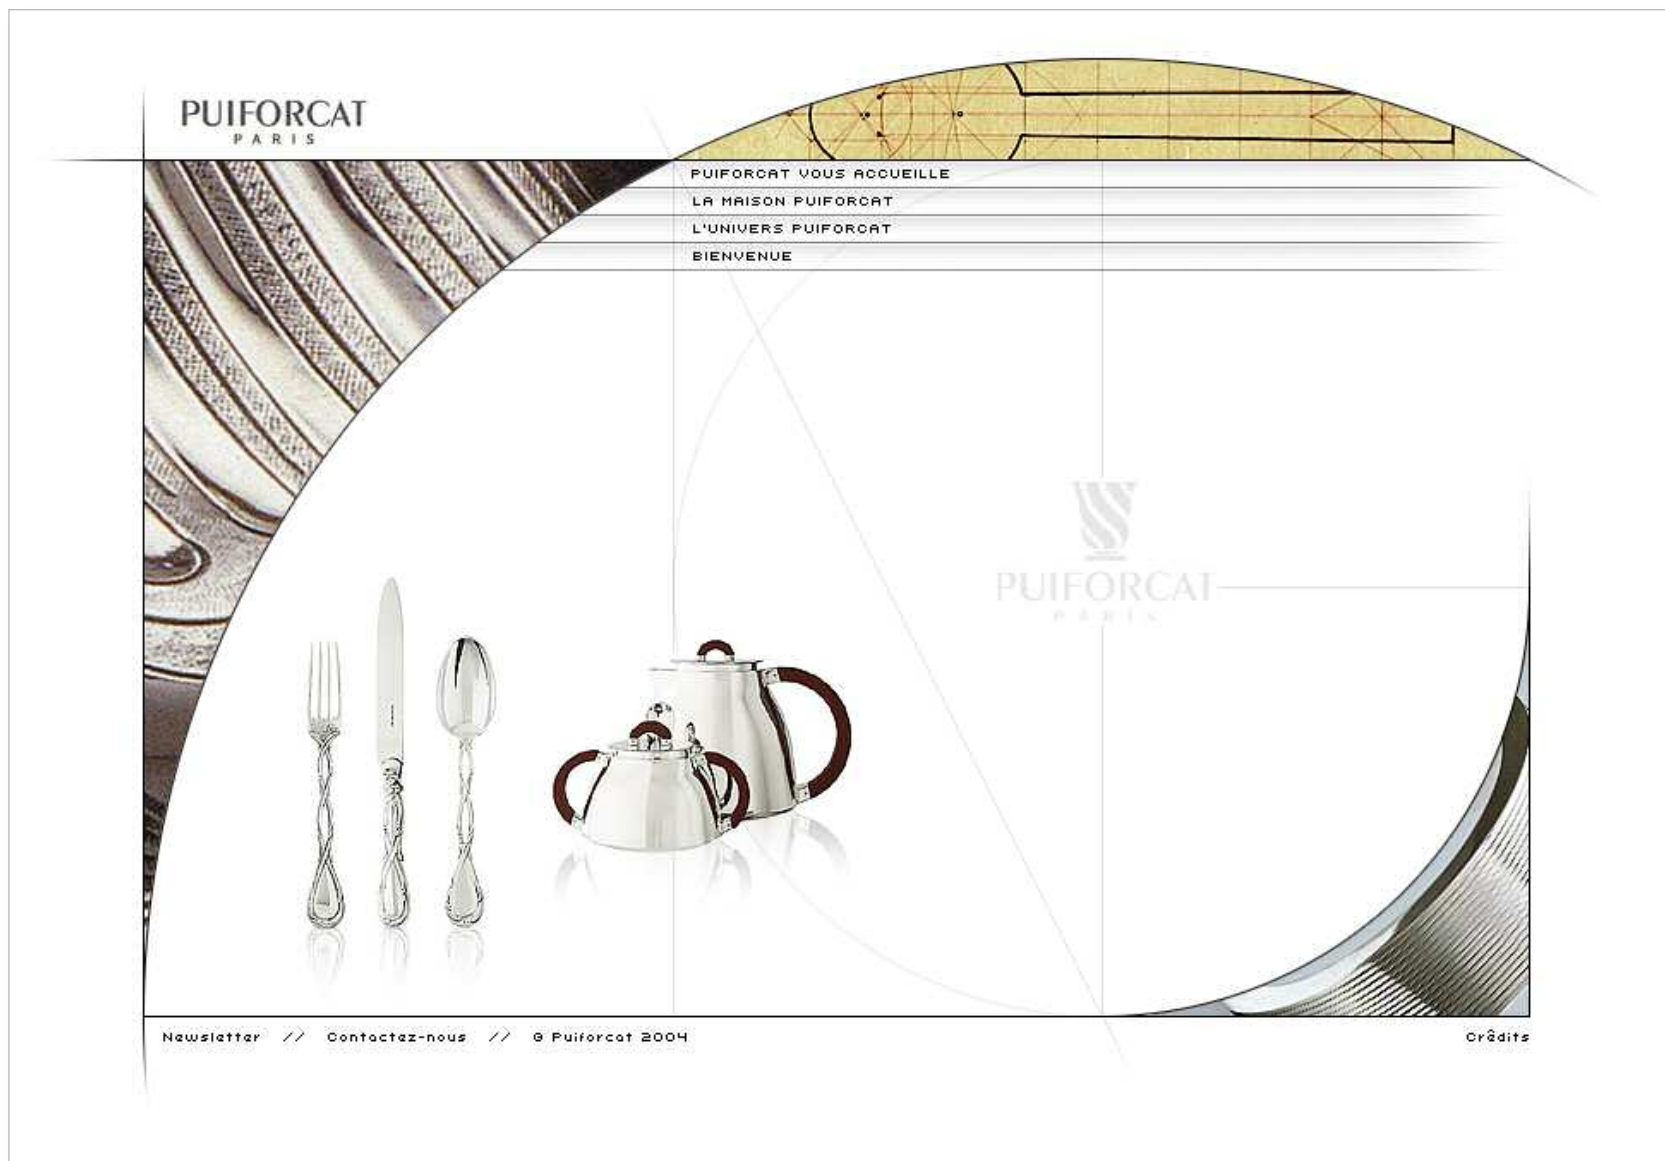 PUIFORCAT
PARIS
PUIFORCAT VOUS ACCUEILLE
LA MAISON PUIFORCAT
L'UNIVERS PUIFORCAT
BIENVENUE
PUIFORCAT
PARIS
Newsletter // Contactez-nous // © Puiforcat 2004
Crédits